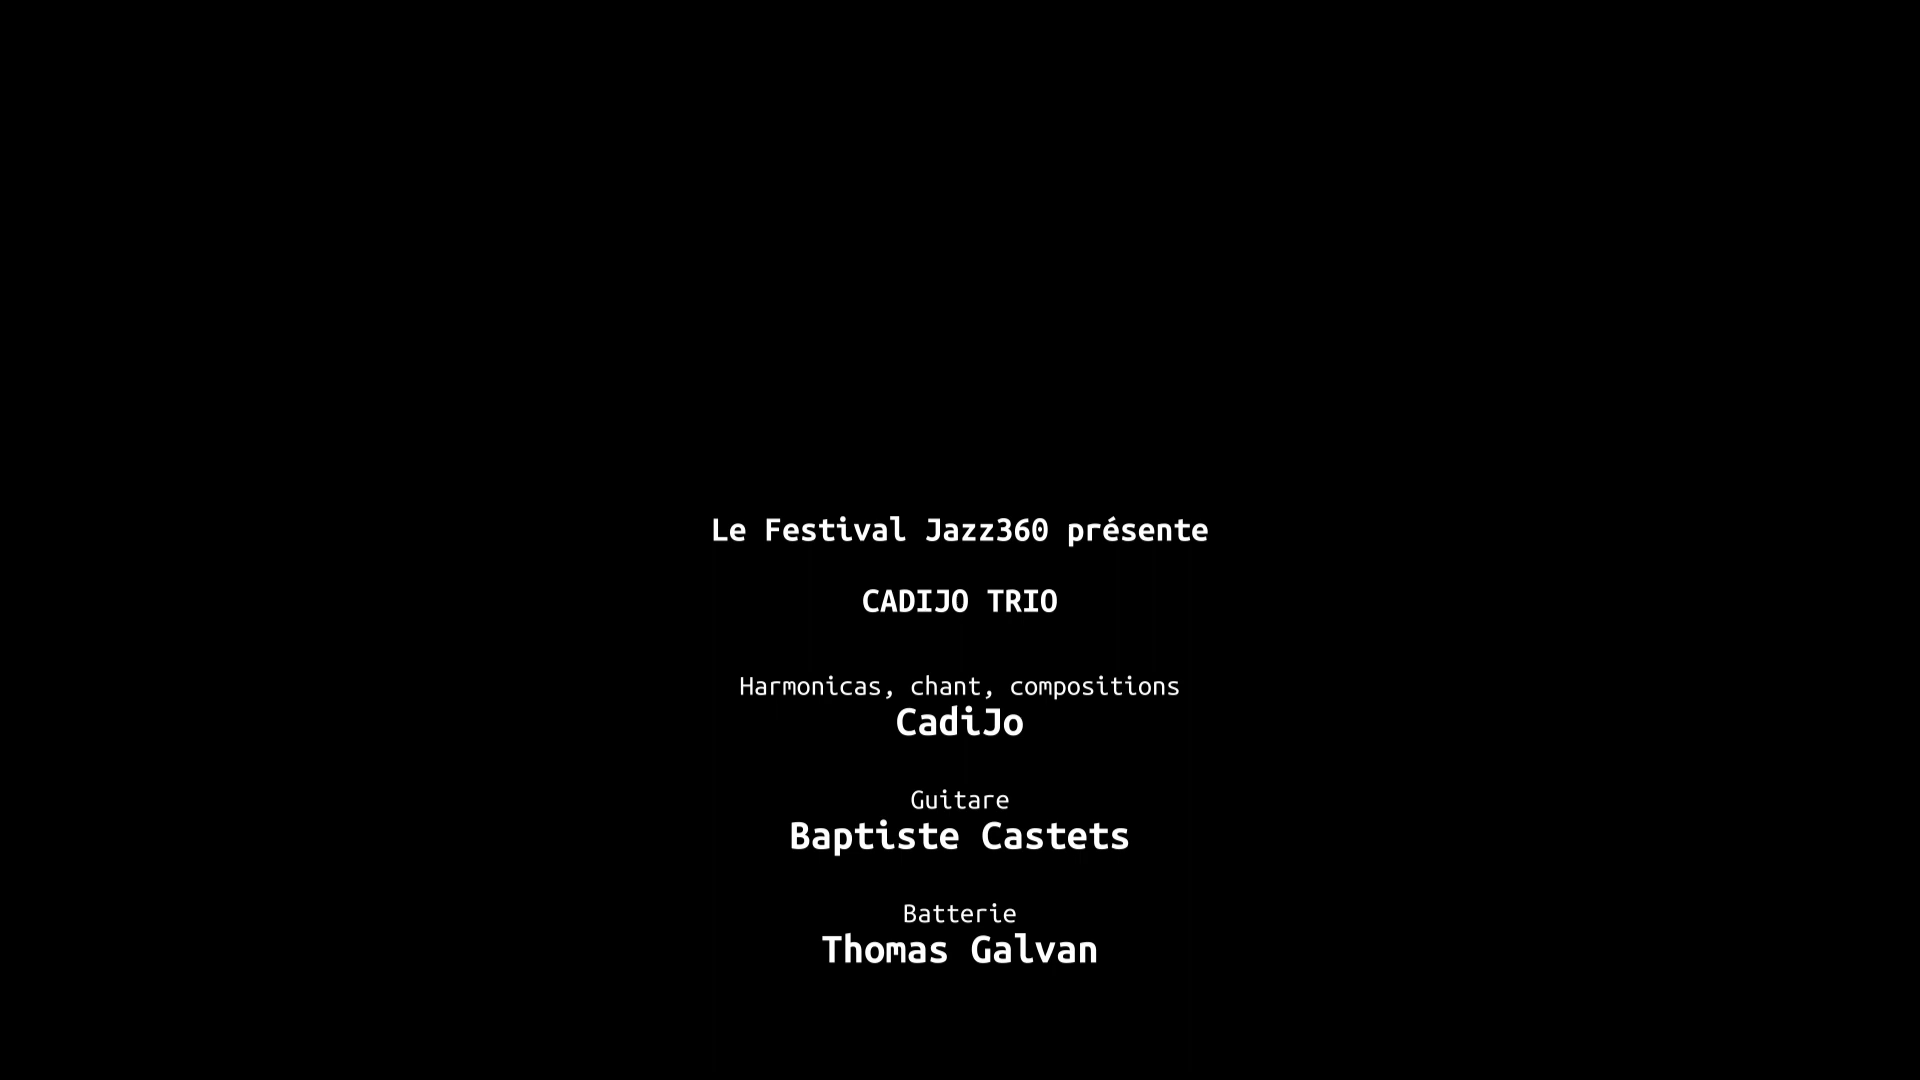 Le Festival Jazz360 présente
CADIJO TRIO
Harmonicas, chant, compositions
CadiJo
Guitare
Baptiste Castets
Batterie
Thomas Galvan